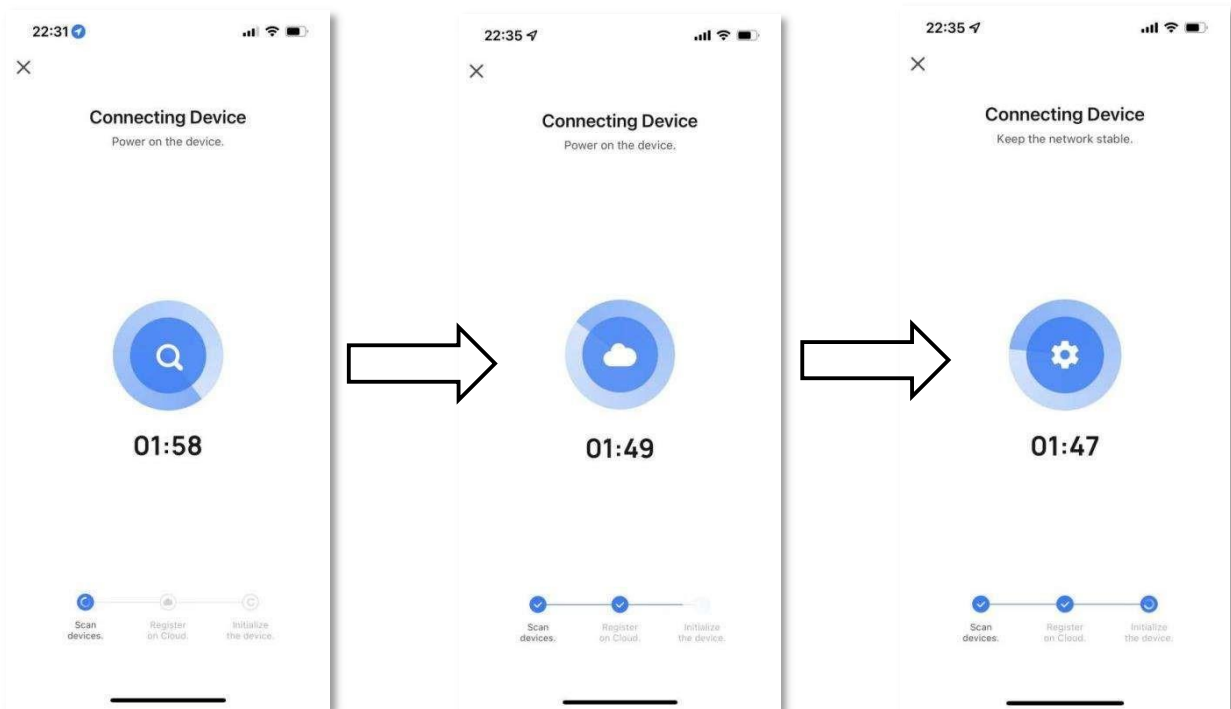 22:31
Connecting Device
Power on the device.
01:58
Scan
devices.
Register
on Cloud.
Initialize
the device.
22:35
Connecting Device
Power on the device.
01:49
Scan
devices.
Register
on Cloud.
Initialize
the device.
22:35
Connecting Device
Keep the network stable.
01:47
Scan
devices.
Register
on Cloud.
Initialize
the device.